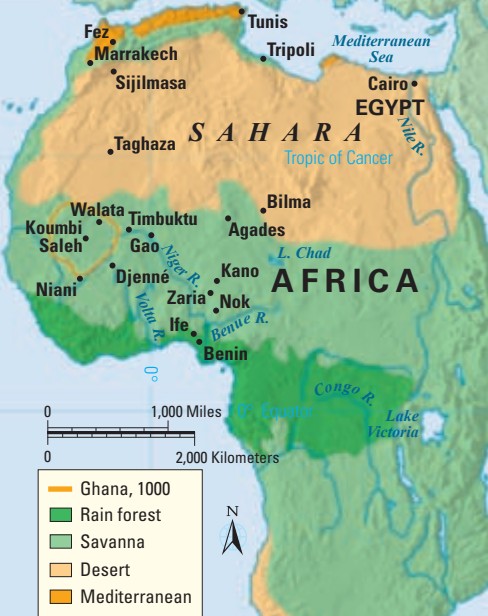 Tunis
Fez
Marrakech
Tripoli
Mediterranean
Sea
Sijilmasa
Cairo
EGYPT
SAHARA
Nile R.
Taghaza
Tropic of Cancer
Bilma
Walata
Timbuktu
Koumbi
Saleh
Gao
Agades
L. Chad
Niger R.
Kano
AFRICA
Niani
Djenné
Volta R.
Zaria
Nok
Ife
Benue R.
Benin
0°
Congo R.
0 1,000 Miles
0° Equator
Lake
Victoria
0 2,000 Kilometers
Ghana, 1000
N
Rain forest
Savanna
Desert
Mediterranean